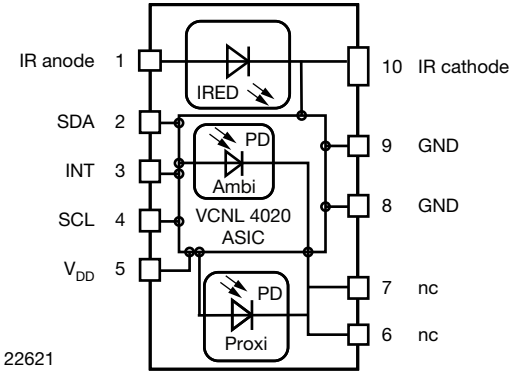 IR anode 1
IRED
10 IR cathode
SDA 2
PD
9 GND
INT 3
Ambi
SCL 4
VCNL 4020
ASIC
8 GND
VDD 5
PD
7 nc
Proxi
6 nc
22621